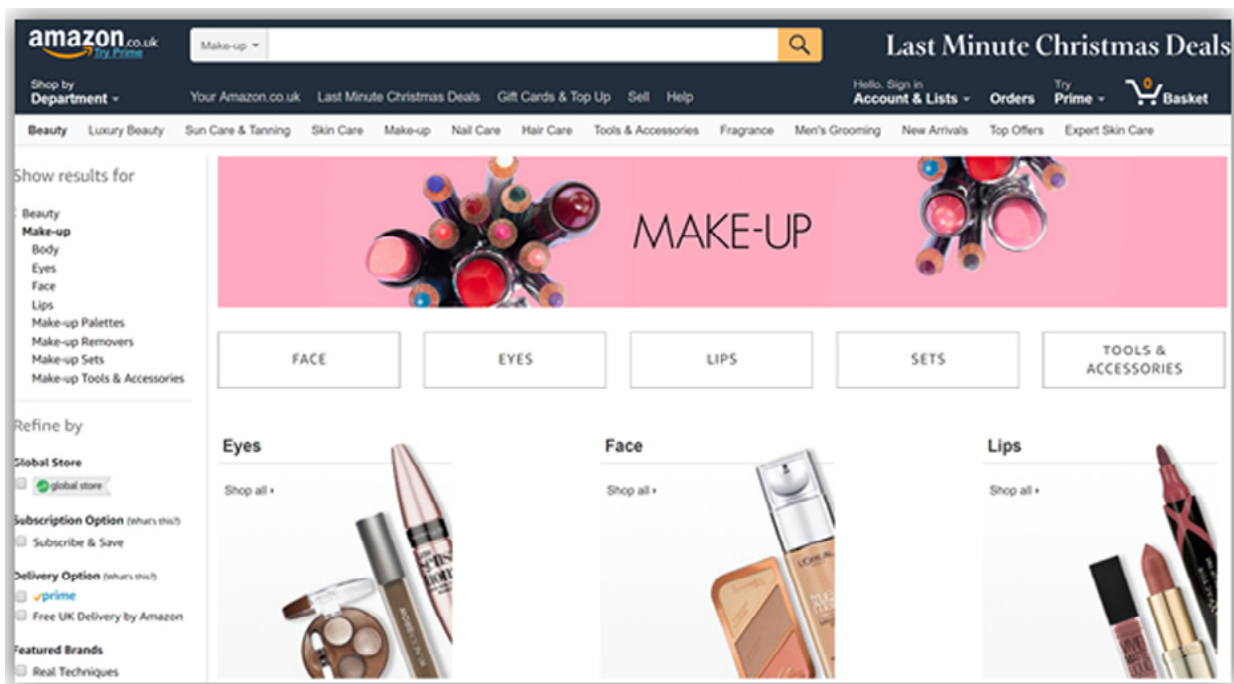 amazon.co.uk
Try Prime
Make-up
Last Minute Christmas Deals
Shop by
Department
Your Amazon.co.uk Last Minute Christmas Deals Gift Cards & Top Up Sell Help
Hello. Sign in
Account & Lists
Orders
Try
Prime
0
Basket
Beauty Luxury Beauty Sun Care & Tanning Skin Care Make-up Nail Care Hair Care Tools & Accessories Fragrance Men's Grooming New Arrivals Top Offers Expert Skin Care
Show results for
Beauty
Make-up
Body
Eyes
Face
Lips
Make-up Palettes
Make-up Removers
Make-up Sets
Make-up Tools & Accessories
Refine by
Global Store
global store
Subscription Option (What's this?)
Subscribe & Save
Delivery Option (What's this?)
prime
Free UK Delivery by Amazon
Featured Brands
Real Techniques
MAKE-UP
FACE
EYES
LIPS
SETS
TOOLS &
ACCESSORIES
Eyes
Shop all
Face
Shop all
L'OREAL
Lips
Shop all
VIVID